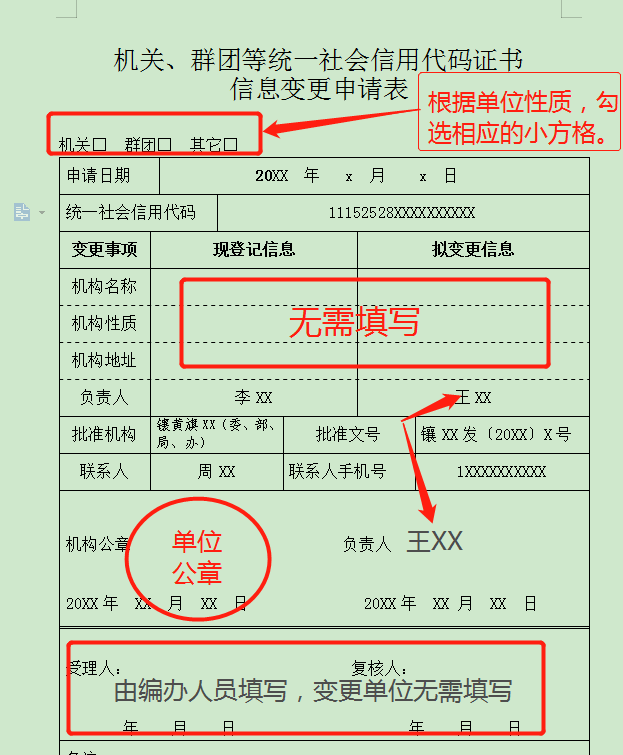 机关、群团等统一社会信用代码证书
信息变更申请表
根据单位性质，勾
选相应的小方格。
机关□ 群团□ 其它□
申请日期 20XX 年 x 月 x 日
统一社会信用代码 11152528XXXXXXXXXX
变更事项 现登记信息 拟变更信息
机构名称
机构性质 无需填写
机构地址
负责人 李 XX 王 XX
批准机构 镶黄旗 XX（委、部、局、办） 批准文号 镶 XX 发〔20XX〕X 号
联系人 周 XX 联系人手机号 1XXXXXXXXXX
机构公章 单位
公章
负责人 王XX
20XX 年 XX 月 XX 日 20XX 年 XX 月 XX 日
受理人： 复核人：
由编办人员填写，变更单位无需填写
年 月 日 年 月 日